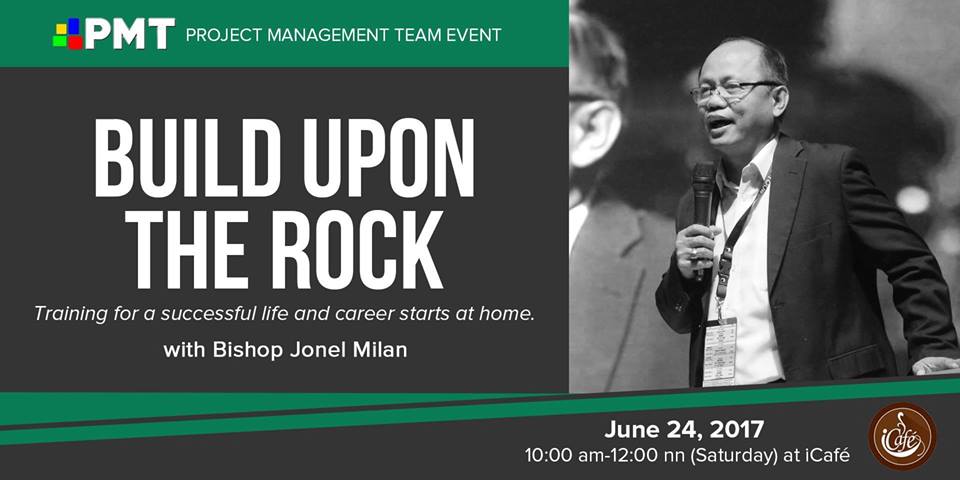 PMT PROJECT MANAGEMENT TEAM EVENT
BUILD UPON
THE ROCK
Training for a successful life and career starts at home.
with Bishop Jonel Milan
June 24, 2017
10:00 am-12:00 nn (Saturday) at iCafé
iCafé